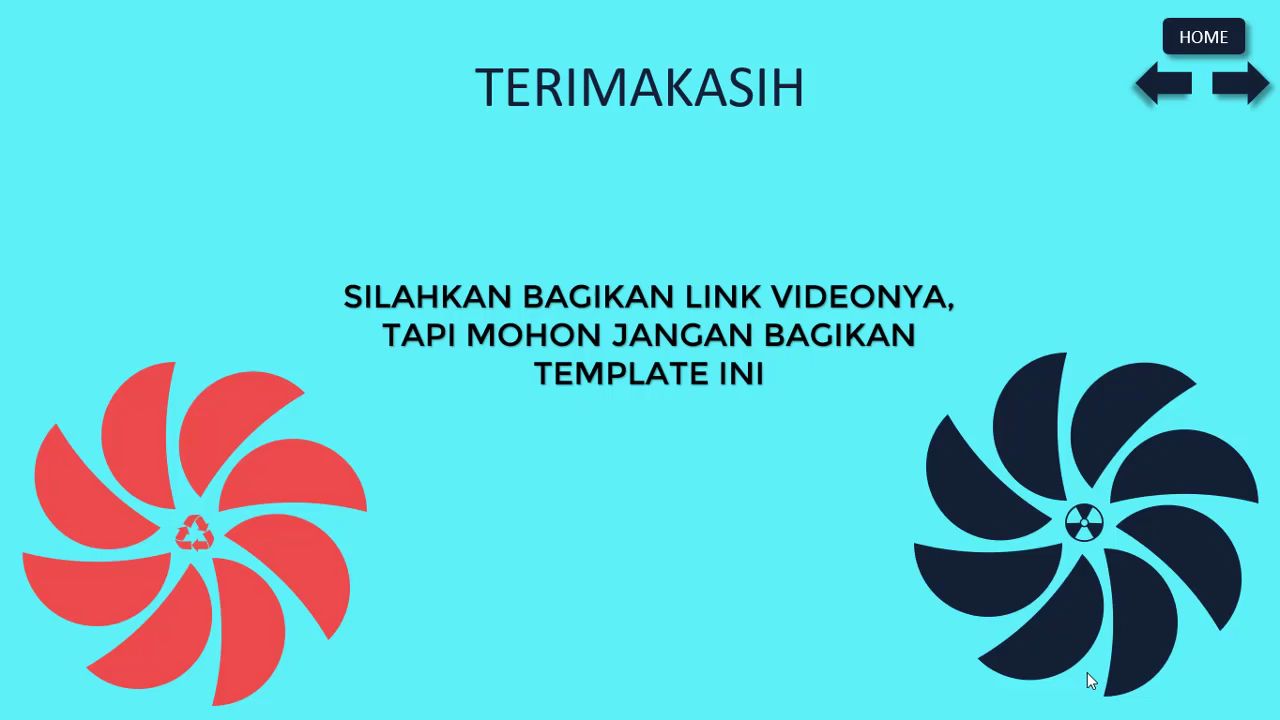 HOME
TERIMAKASIH
SILAHKAN BAGIKAN LINK VIDEONYA,
TAPI MOHON JANGAN BAGIKAN
TEMPLATE INI